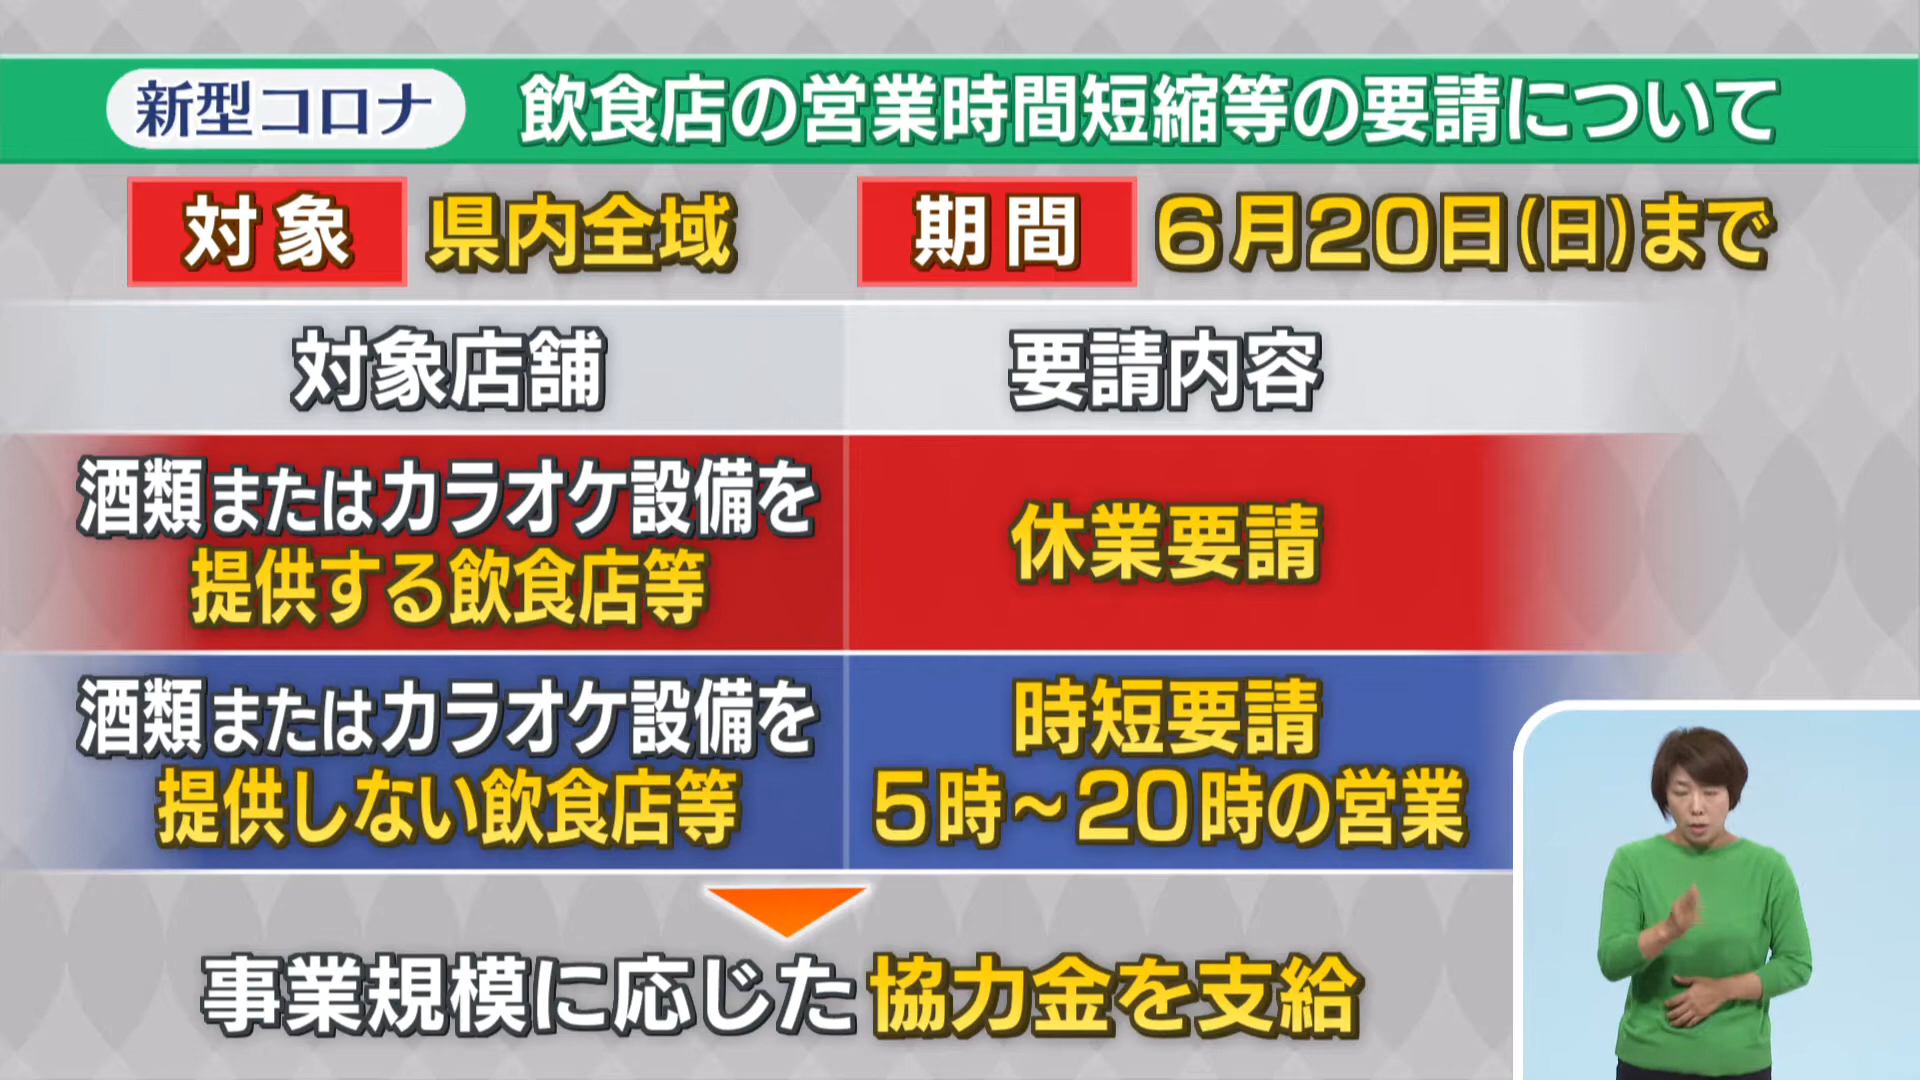 新型コロナ 飲食店の営業時間短縮等の要請について
対象 県内全域 期間 6月20日(日)まで
対象店舗 要請内容
酒類またはカラオケ設備を
提供する飲食店等
休業要請
酒類またはカラオケ設備を
提供しない飲食店等
時短要請
5時〜20時の営業
事業規模に応じた協力金を支給